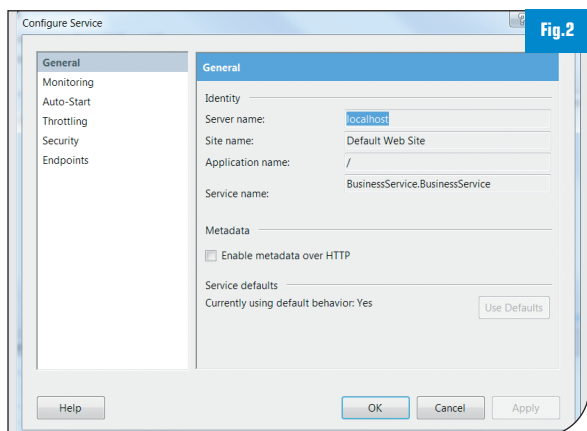 Configure Service
Fig.2
General
Monitoring
Auto-Start
Throttling
Security
Endpoints
General
Identity
Server name: localhost
Site name: Default Web Site
Application name: /
Service name: BusinessService.BusinessService
Metadata
Enable metadata over HTTP
Service defaults
Currently using default behavior: Yes
Use Defaults
Help
OK
Cancel
Apply